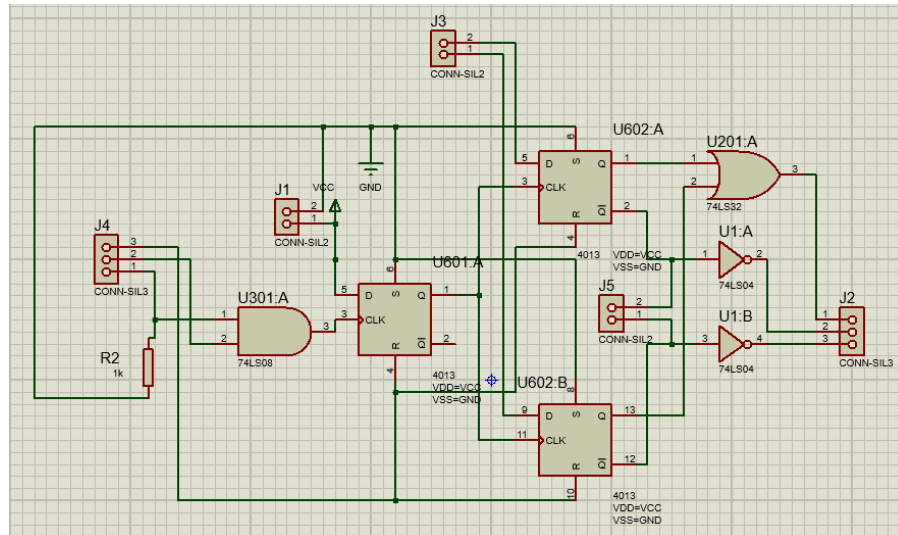 J3
2
1
CONN-SIL2
U602:A
6
5
D
S
Q
1
3
CLK
QI
2
R
4
4013
VDD=VCC
VSS=GND
U201:A
1
2
3
74LS32
J1
VCC
GND
2
1
CONN-SIL2
J4
3
2
1
CONN-SIL3
U301:A
1
2
3
74LS08
R2
1k
U601:A
6
5
D
S
Q
1
3
CLK
QI
2
R
4
4013
VDD=VCC
VSS=GND
U1:A
1
2
74LS04
J5
2
1
CONN-SIL2
U1:B
3
4
74LS04
J2
1
2
3
CONN-SIL3
U602:B
8
9
D
S
Q
13
11
CLK
QI
12
R
10
4013
VDD=VCC
VSS=GND